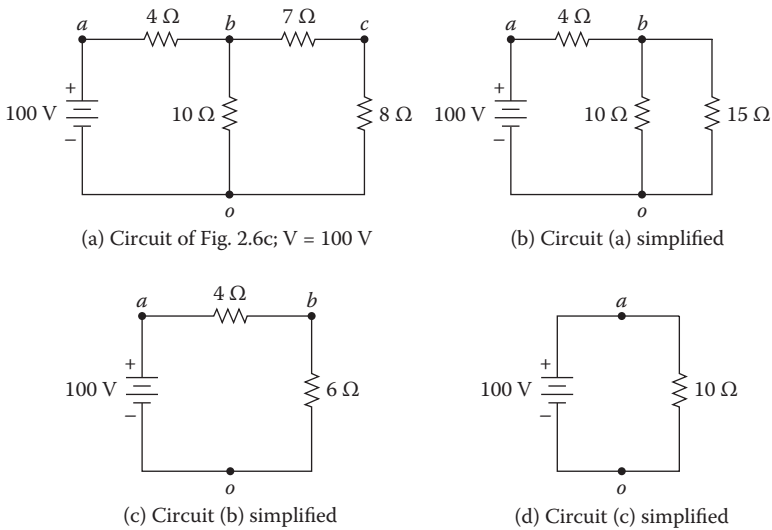 a 4 Ω b 7 Ω c
+
100 V
−
10 Ω
8 Ω
o
(a) Circuit of Fig. 2.6c; V = 100 V
a 4 Ω b
+
100 V
−
10 Ω
15 Ω
o
(b) Circuit (a) simplified
a 4 Ω b
+
100 V
−
6 Ω
o
(c) Circuit (b) simplified
a
+
100 V
−
10 Ω
o
(d) Circuit (c) simplified